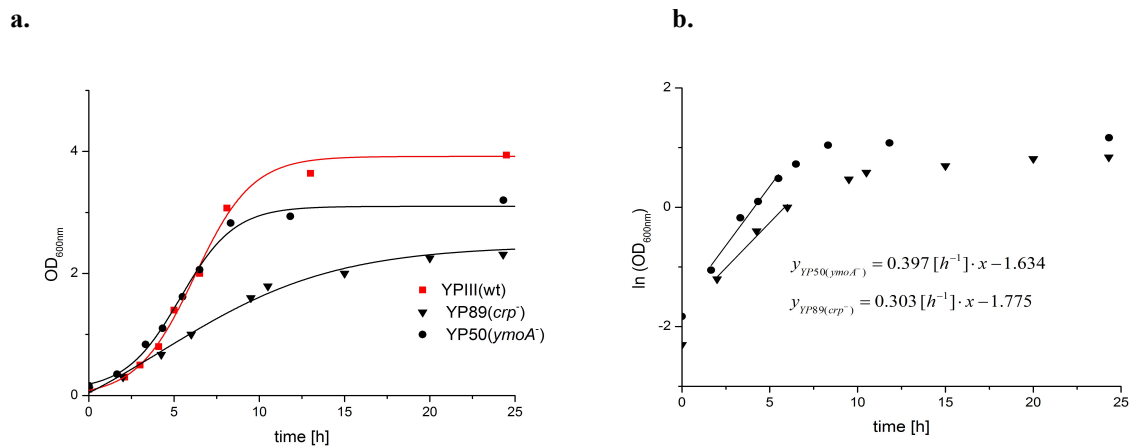 a.
b.
OD600nm
4
2
0
0 5 10 15 20 25
time [h]
YPIII(wt)
YP89(crp-)
YP50(ymoA-)
ln (OD600nm)
2
0
-2
0 5 10 15 20 25
time [h]
yYP50(ymoA-) = 0.397 [h⁻¹]· x − 1.634
yYP89(crp-) = 0.303 [h⁻¹]· x − 1.775